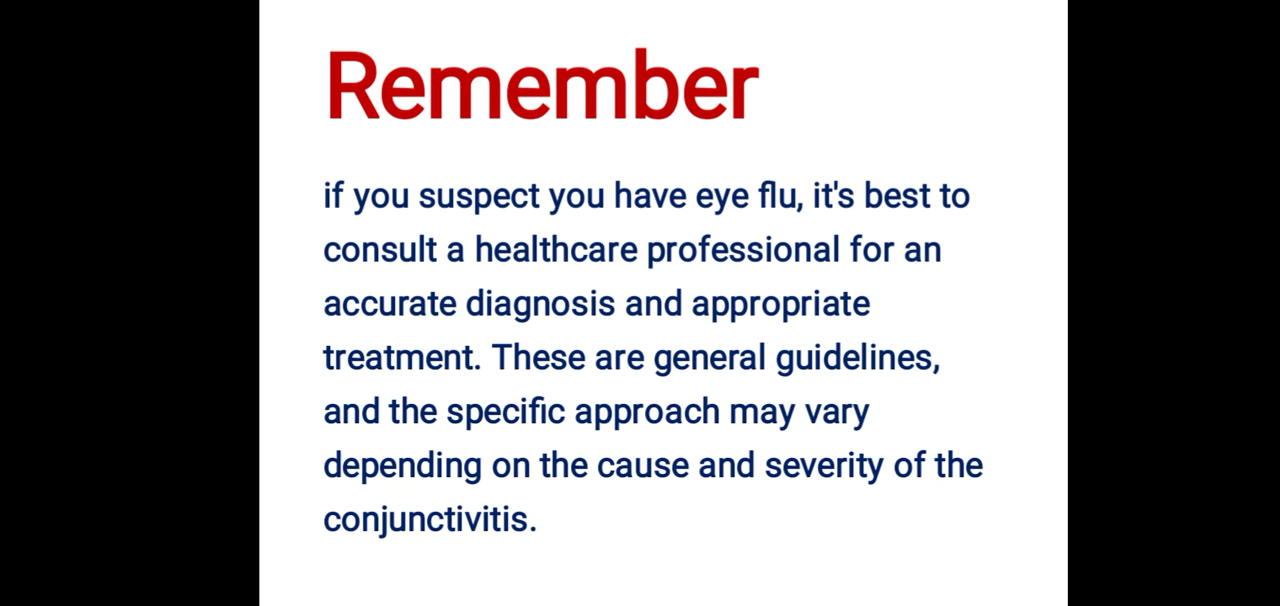 Remember
if you suspect you have eye flu, it's best to
consult a healthcare professional for an
accurate diagnosis and appropriate
treatment. These are general guidelines,
and the specific approach may vary
depending on the cause and severity of the
conjunctivitis.